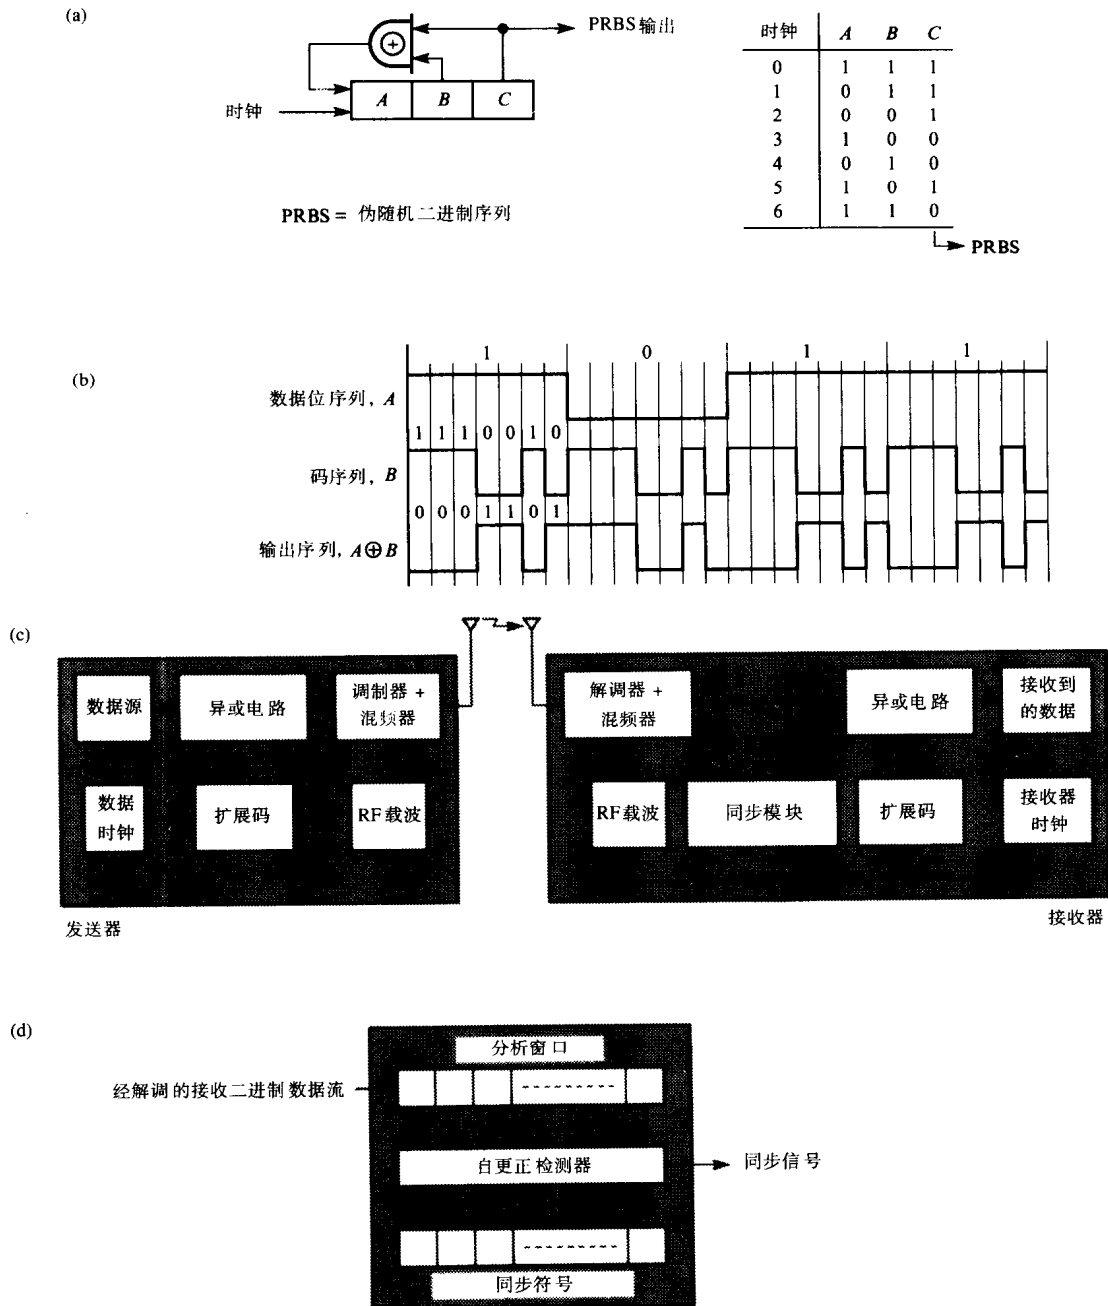 (a)
PRBS 输出
A B C
时钟
PRBS = 伪随机二进制序列
时钟 A B C
0 1 1 1
1 0 1 1
2 0 0 1
3 1 0 0
4 0 1 0
5 1 0 1
6 1 1 0
PRBS
(b)
1 0 1 1
数据位序列, A
1 1 1 0 0 1 0
码序列, B
0 0 0 1 1 0 1
输出序列, A⊕B
(c)
数据源
异或电路
调制器 +
混频器
数据
时钟
扩展码
RF载波
发送器
解调器 +
混频器
异或电路
接收到
的数据
RF载波
同步模块
扩展码
接收器
时钟
接收器
(d)
分析窗口
经解调的接收二进制数据流
自更正检测器
同步信号
同步符号